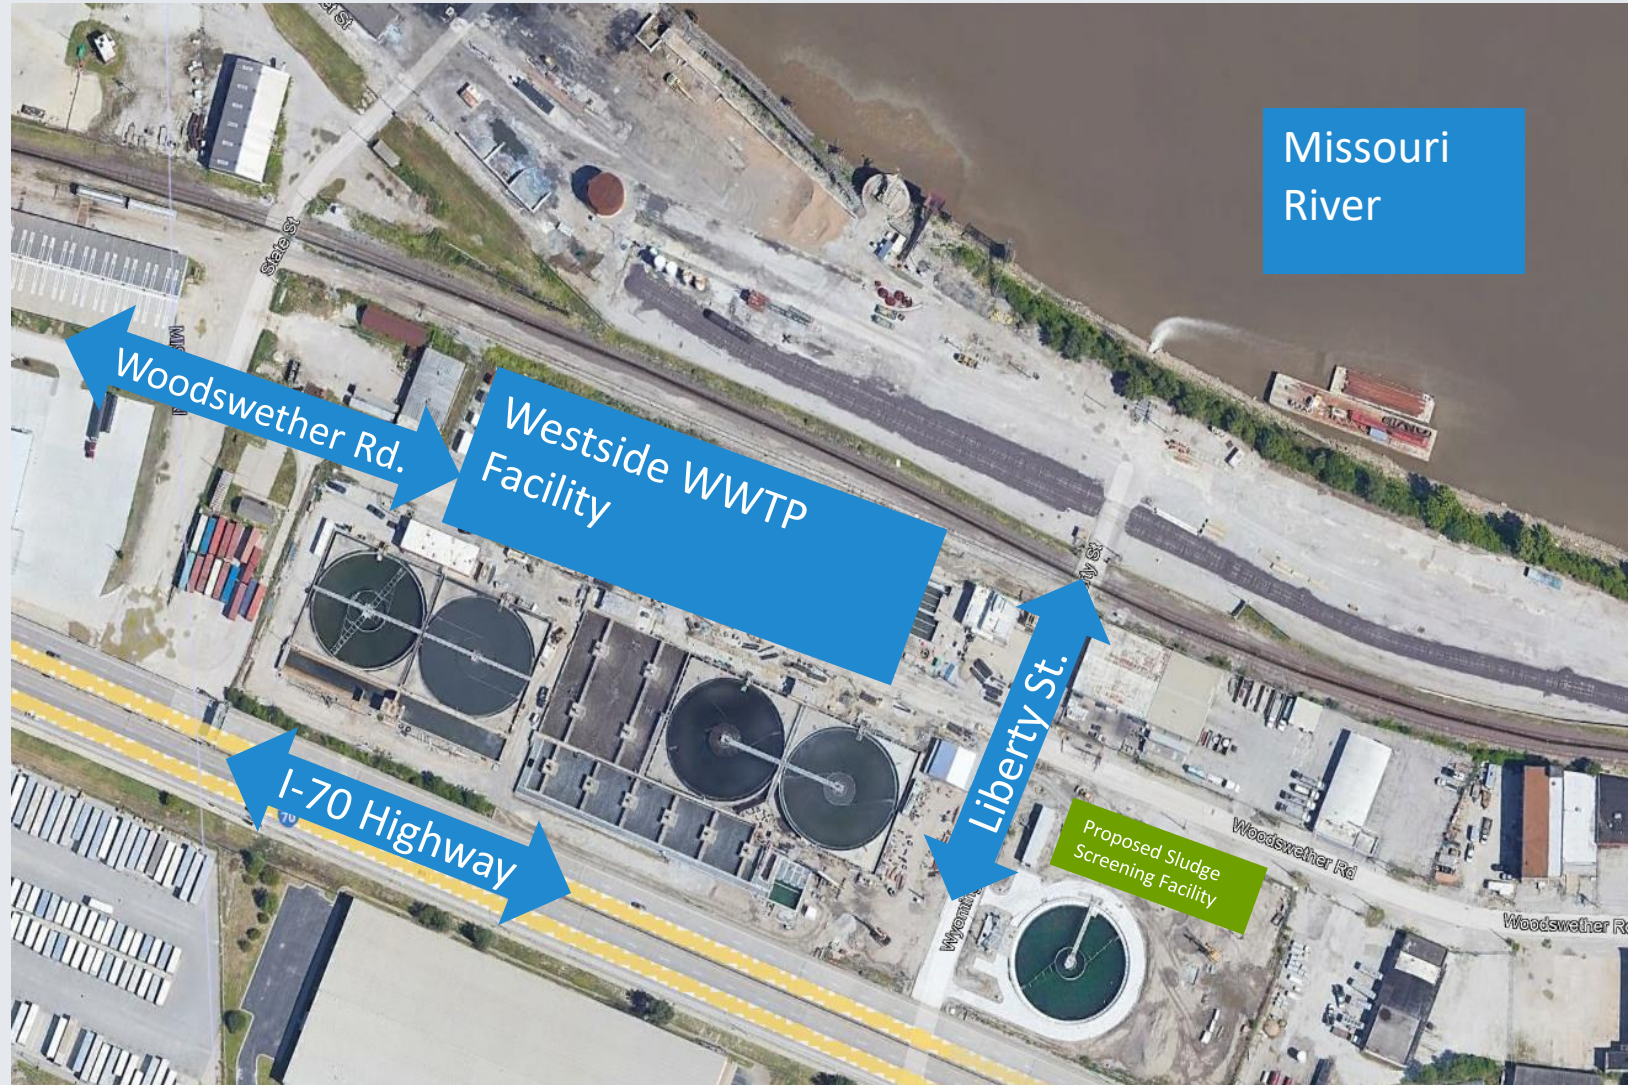 State St
Missouri
River
Woodswether Rd.
Westside WWTP
Facility
Liberty St.
I-70 Highway
70
Proposed Sludge
Screening Facility
Woodswether Rd
Woodswether R